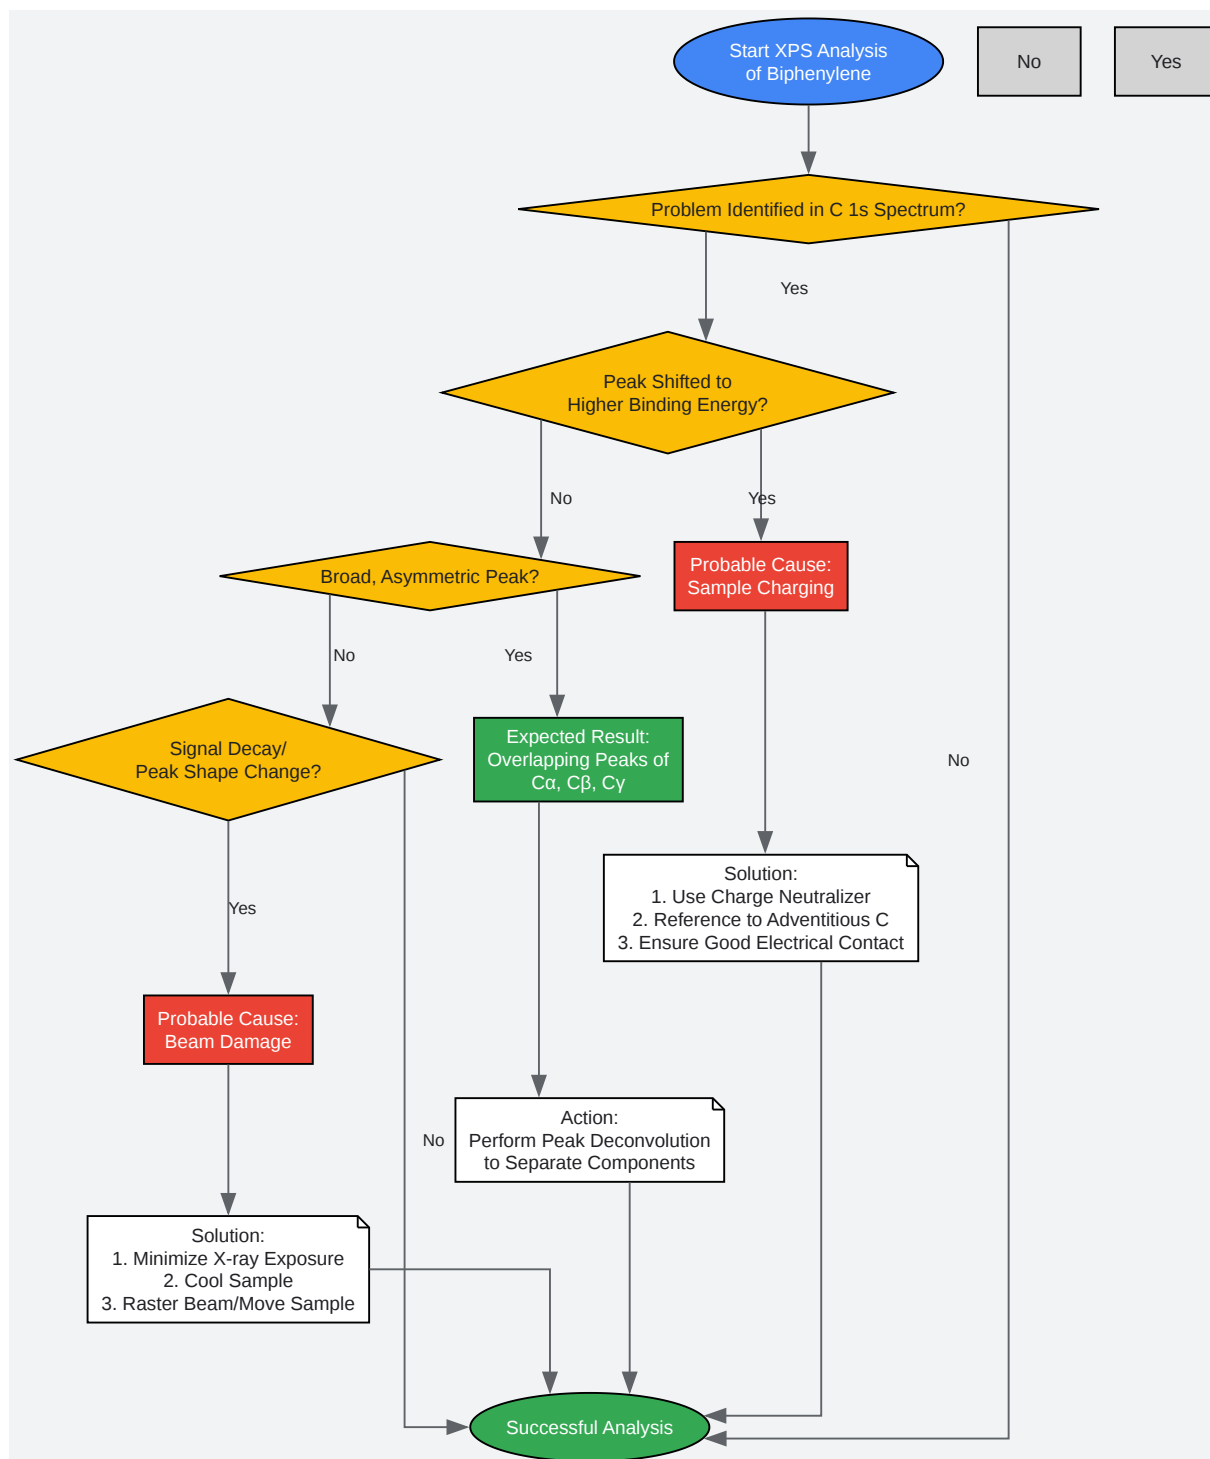 Start XPS Analysis
of Biphenylene
No
Yes
Problem Identified in C 1s Spectrum?
Yes
Peak Shifted to
Higher Binding Energy?
No
Yes
Broad, Asymmetric Peak?
Probable Cause:
Sample Charging
No
Yes
Signal Decay/
Peak Shape Change?
Expected Result:
Overlapping Peaks of
Cα, Cβ, Cγ
No
Solution:
1. Use Charge Neutralizer
2. Reference to Adventitious C
3. Ensure Good Electrical Contact
Yes
Probable Cause:
Beam Damage
No
Action:
Perform Peak Deconvolution
to Separate Components
Solution:
1. Minimize X-ray Exposure
2. Cool Sample
3. Raster Beam/Move Sample
Successful Analysis